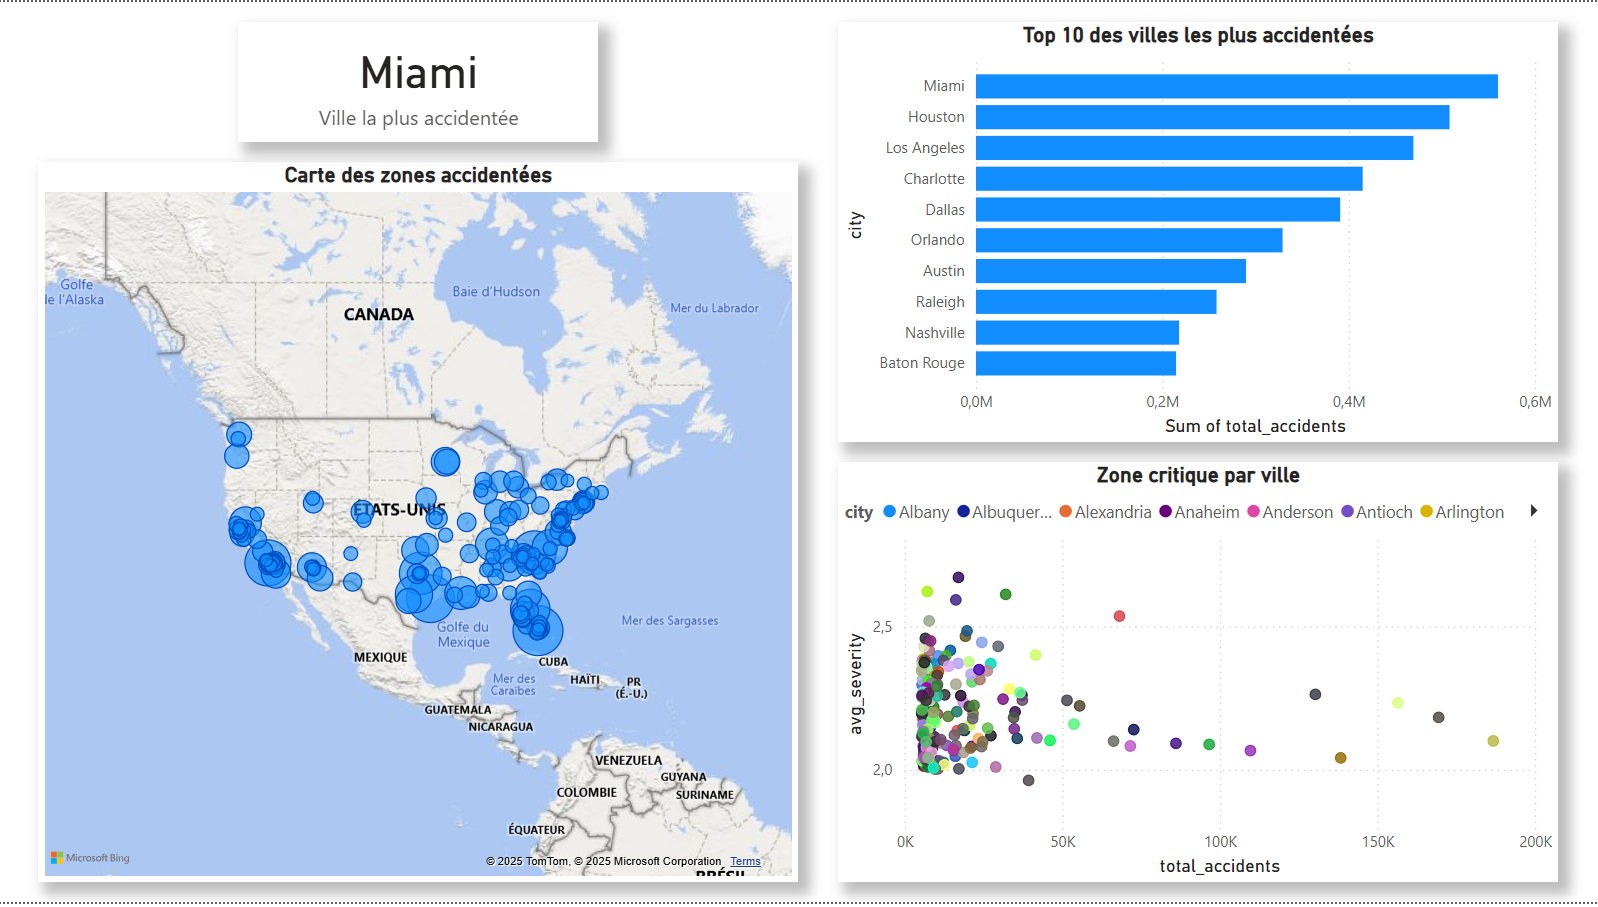 Miami
Ville la plus accidentée
Carte des zones accidentées
Golfe
de l'Alaska
CANADA
Baie d'Hudson
Mer du Labrador
ÉTATS-UNIS
Golfe du
Mexique
Mer des Sargasses
MEXIQUE
CUBA
HAÏTI
PR
(É.-U.)
Mer des
Caraïbes
GUATEMALA
NICARAGUA
VENEZUELA
GUYANA
COLOMBIE
SURINAME
ÉQUATEUR
BRÉSIL
Microsoft Bing
© 2025 TomTom, © 2025 Microsoft Corporation Terms
Top 10 des villes les plus accidentées
city
Miami
Houston
Los Angeles
Charlotte
Dallas
Orlando
Austin
Raleigh
Nashville
Baton Rouge
0,0M 0,2M 0,4M 0,6M
Sum of total_accidents
Zone critique par ville
city Albany Albuquer... Alexandria Anaheim Anderson Antioch Arlington
avg_severity
2,5
2,0
0K 50K 100K 150K 200K
total_accidents